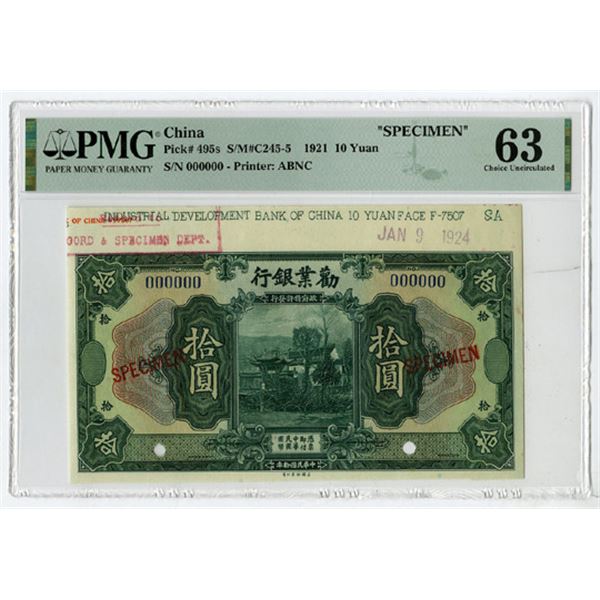 PMG
PAPER MONEY GUARANTY
China
Pick# 495s S/M#C245-5 1921 10 Yuan
S/N 000000 - Printer: ABNC
"SPECIMEN"
63
Choice Uncirculated
INDUSTRIAL DEVELOPMENT BANK OF CHINA 10 YUAN FACE F-7507 SA
& SPECIMEN DEPT.
JAN 9 1924
行銀業勸
000000
000000
拾
拾
拾
拾
拾圓
拾圓
SPECIMEN
SPECIMEN
拾
拾